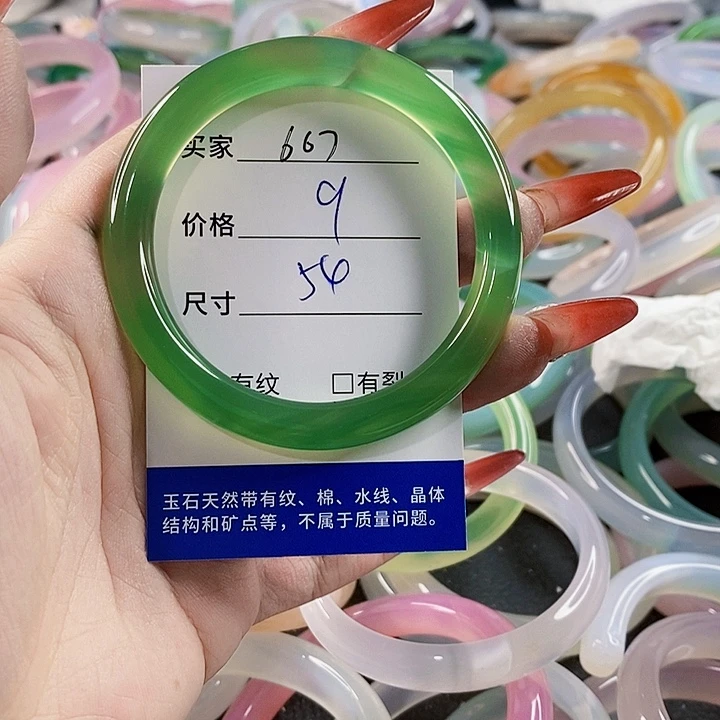 买家 667
价格 9
尺寸 56
有纹 □有裂
玉石天然带有纹、棉、水线、晶体
结构和矿点等，不属于质量问题。